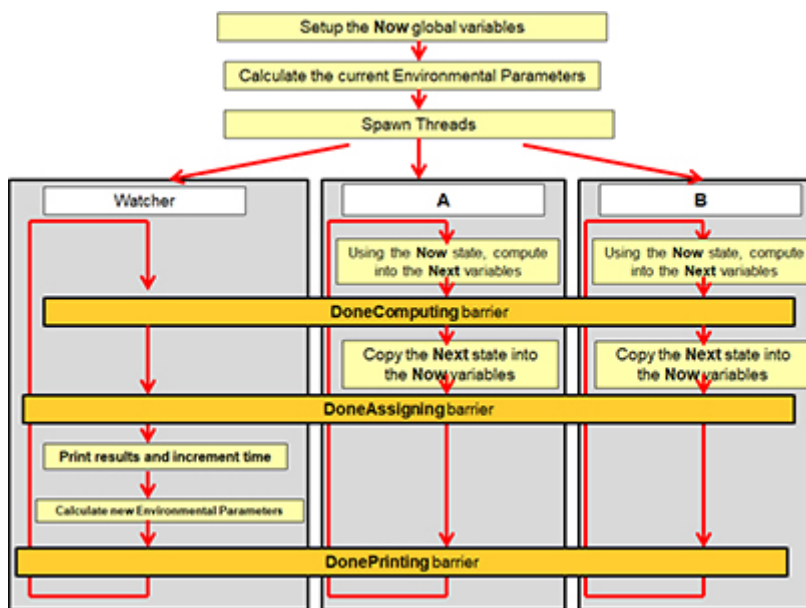 Setup the Now global variables
Calculate the current Environmental Parameters
Spawn Threads
Watcher
A
B
Using the Now state, compute
into the Next variables
Using the Now state, compute
into the Next variables
DoneComputing barrier
Copy the Next state into
the Now variables
Copy the Next state into
the Now variables
DoneAssigning barrier
Print results and increment time
Calculate new Environmental Parameters
DonePrinting barrier